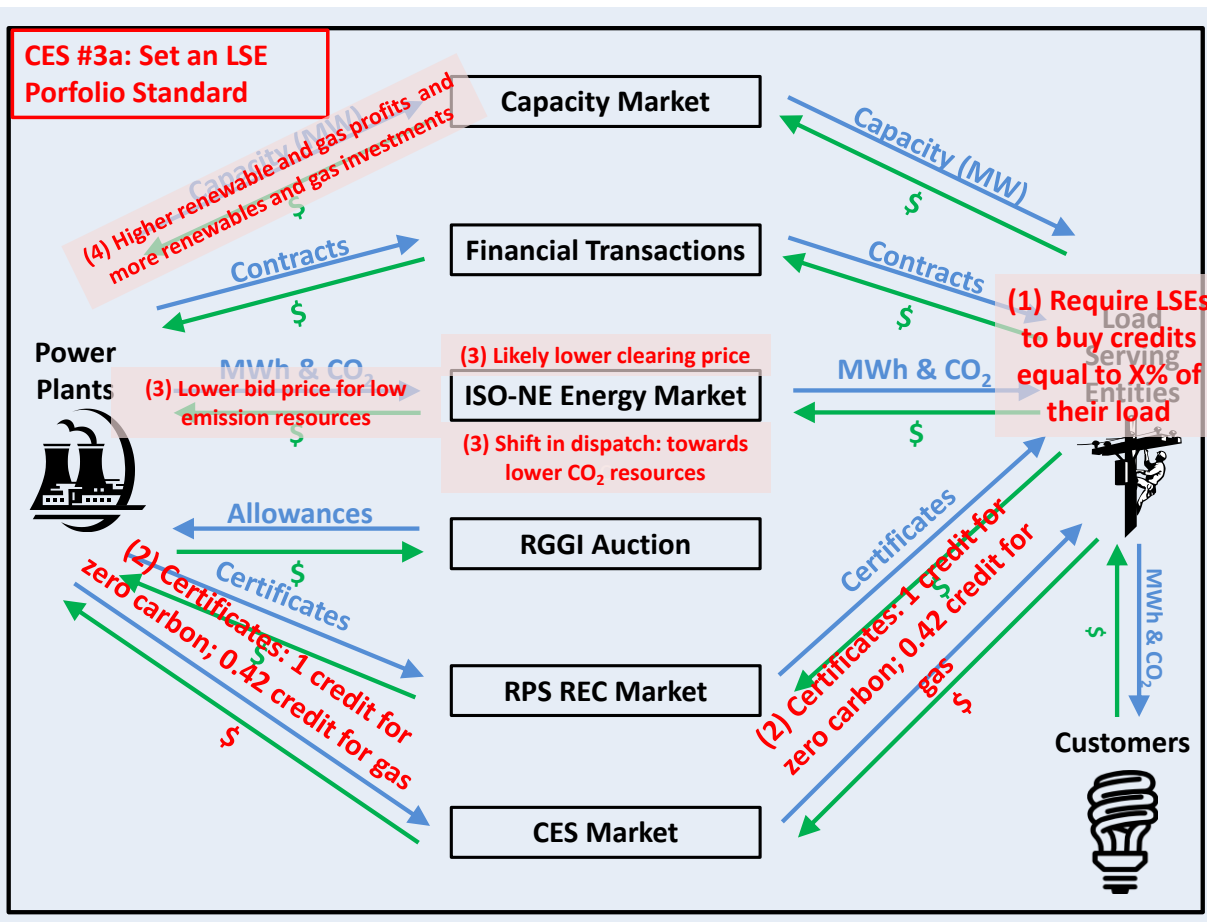 CES #3a: Set an LSE
Porfolio Standard
Capacity Market
Capacity (MW)
$
(4) Higher renewable and gas profits and
more renewables and gas investments
Capacity (MW)
$
Financial Transactions
Contracts
$
Contracts
$
(1) Require LSEs
to buy credits
equal to X% of
their load
Load
Serving
Entities
Power
Plants
MWh & CO2
$
(3) Lower bid price for low
emission resources
(3) Likely lower clearing price
ISO-NE Energy Market
(3) Shift in dispatch: towards
lower CO2 resources
MWh & CO2
$
Allowances
$
RGGI Auction
Certificates
$
(2) Certificates: 1 credit for
zero carbon; 0.42 credit for gas
$
RPS REC Market
Certificates
$
(2) Certificates: 1 credit for
zero carbon; 0.42 credit for
gas
$
MWh & CO2
$
Customers
CES Market